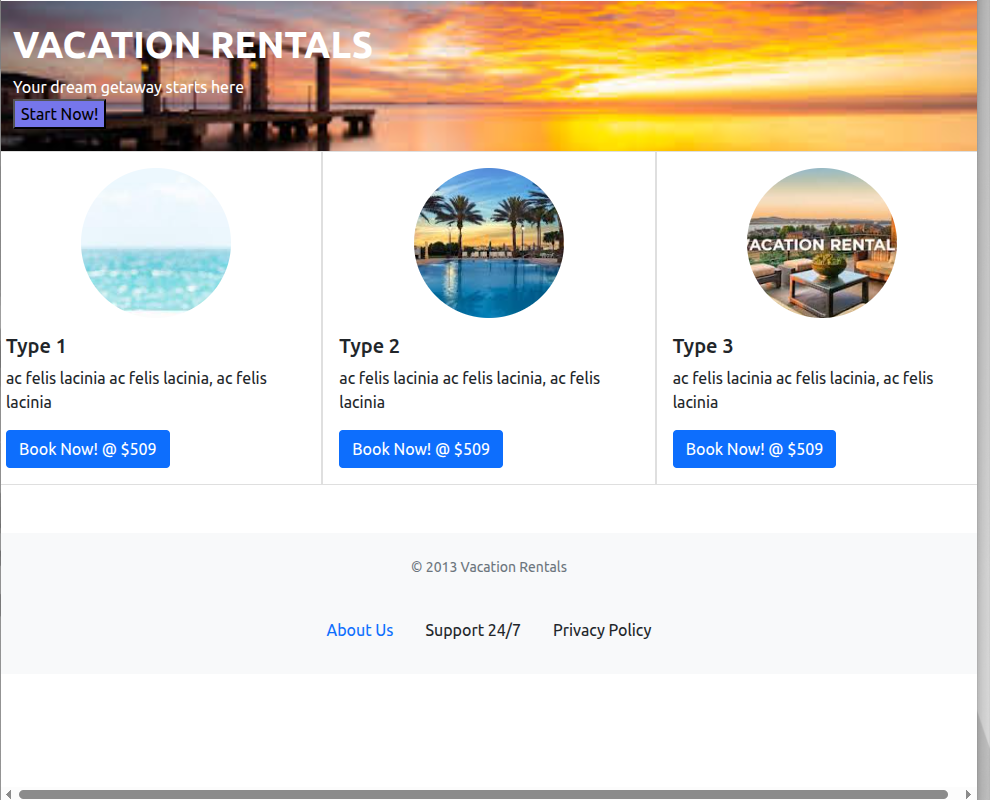 VACATION RENTALS
Your dream getaway starts here
Start Now!
VACATION RENTAL
Type 1
ac felis lacinia ac felis lacinia, ac felis
lacinia
Book Now! @ $509
Type 2
ac felis lacinia ac felis lacinia, ac felis
lacinia
Book Now! @ $509
Type 3
ac felis lacinia ac felis lacinia, ac felis
lacinia
Book Now! @ $509
© 2013 Vacation Rentals
About Us Support 24/7 Privacy Policy